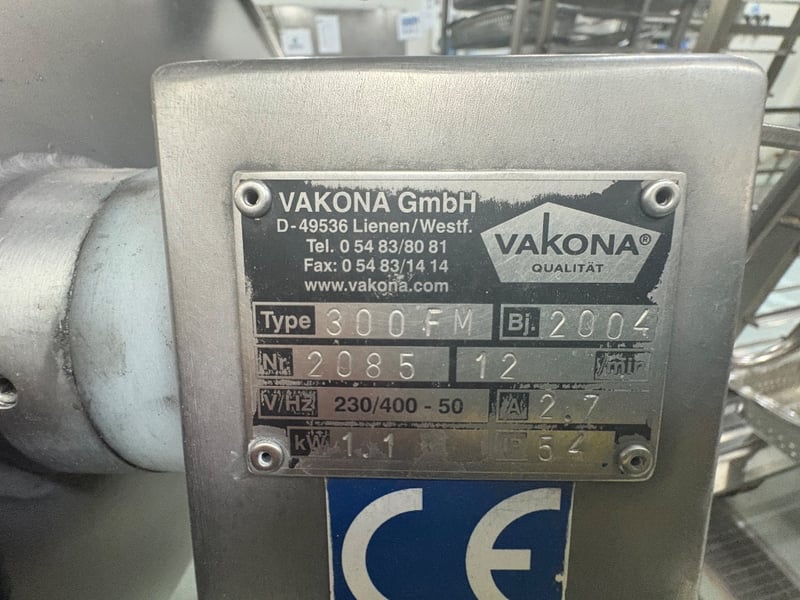 VAKONA GmbH
D-49536 Lienen/Westf.
Tel. 0 54 83/80 81
Fax: 0 54 83/14 14
www.vakona.com
VAKONA®
QUALITÄT
Type 300FM Bj. 2004
Nr. 2085 12 /min
V/Hz 230/400 - 50 A 2.7
kW 1.1 IP 54
CE